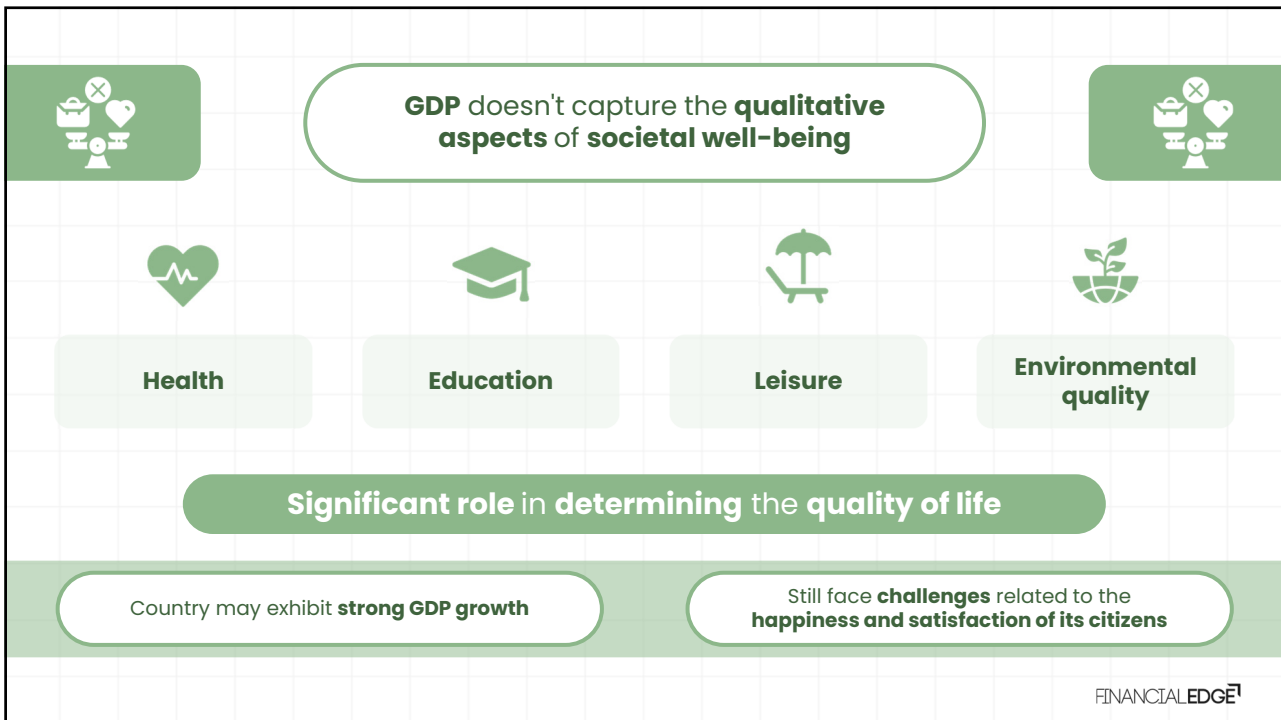 GDP doesn't capture the qualitative
aspects of societal well-being
Health
Education
Leisure
Environmental
quality
Significant role in determining the quality of life
Country may exhibit strong GDP growth
Still face challenges related to the
happiness and satisfaction of its citizens
FINANCIALEDGE